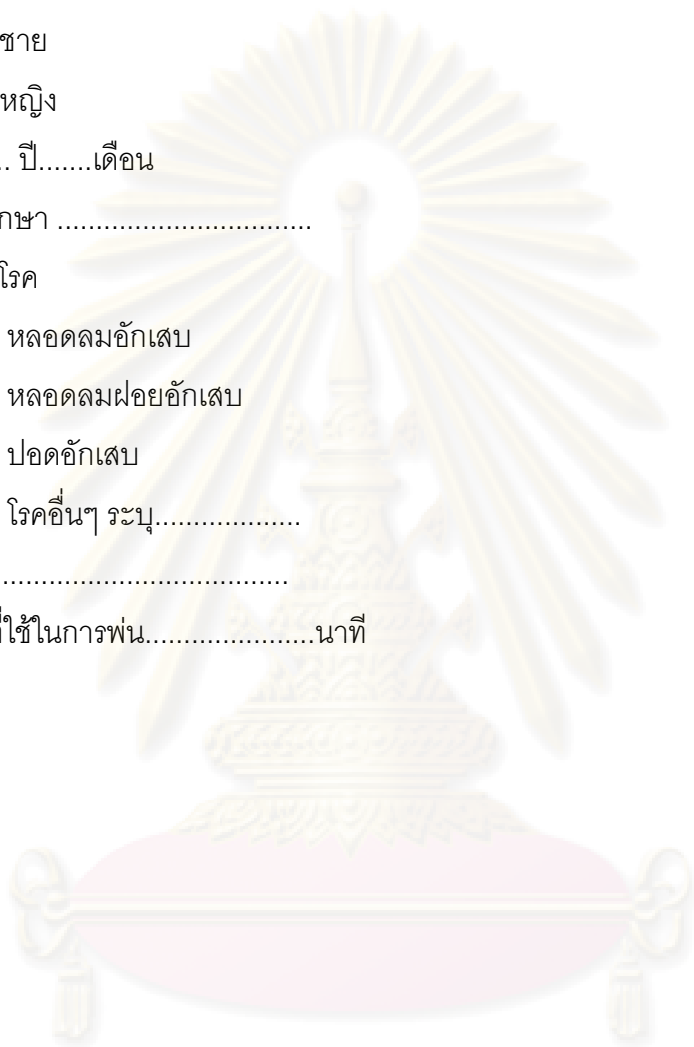 ชาย
หญิง
.. ปี.......เดือน
กษา .................................
โรค
หลอดลมอักเสบ
หลอดลมฝอยอักเสบ
ปอดอักเสบ
โรคอื่นๆ ระบุ...................
.....................................
ที่ใช้ในการพ่น......................นาที